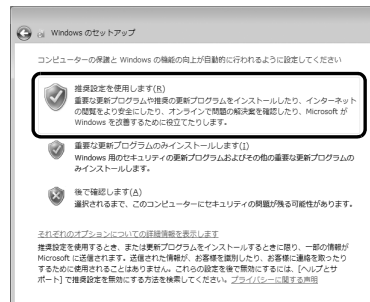 Windows のセットアップ
コンピューターの保護と Windows の機能の向上が自動的に行われるように設定してください
推奨設定を使用します(R)
重要な更新プログラムや推奨の更新プログラムをインストールしたり、インターネット
の閲覧をより安全にしたり、オンラインで問題の解決策を確認したり、Microsoft が
Windows を改善するために役立てたりします。
重要な更新プログラムのみインストールします(I)
Windows 用のセキュリティの更新プログラムおよびその他の重要な更新プログラムの
みインストールします。
後で確認します(A)
選択されるまで、このコンピューターにセキュリティの問題が残る可能性があります。
それぞれのオプションについての詳細情報を表示します
推奨設定を使用するとき、または更新プログラムをインストールするときに限り、一部の情報が
Microsoft に送信されます。送信された情報が、お客様を識別したり、お客様に連絡を取ったり
するために使用されることはありません。これらの設定を後で無効にするには、[ヘルプとサ
ポート] で推奨設定を無効にする方法を検索してください。プライバシーに関する声明